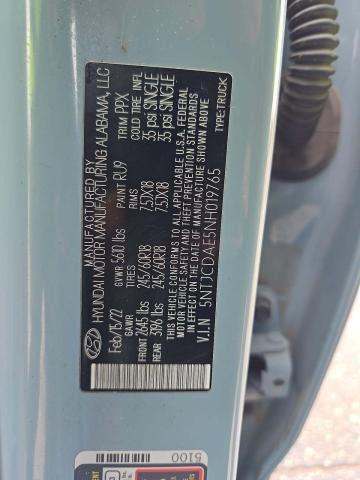 MANUFACTURED BY
HYUNDAI MOTOR MANUFACTURING ALABAMA, LLC
Feb/15/22 GVWR 5610 lbs PAINT RU9 TRIM PPX
GAWR TIRES RIMS COLD TIRE INFL
FRONT 2645 lbs 245/60R18 7.5JX18 35 psi SINGLE
REAR 3196 lbs 245/60R18 7.5JX18 35 psi SINGLE
THIS VEHICLE CONFORMS TO ALL APPLICABLE U.S.A. FEDERAL
MOTOR VEHICLE SAFETY AND THEFT PREVENTION STANDARDS
IN EFFECT ON THE DATE OF MANUFACTURE SHOWN ABOVE.
V.I.N 5NTJCDAE5NH019765 TYPE:TRUCK
5100